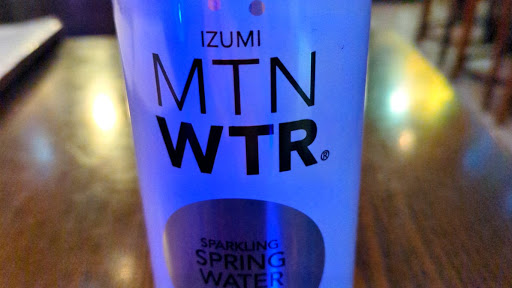 IZUMI
MTN
WTR®
SPARKLING
SPRING
WATER